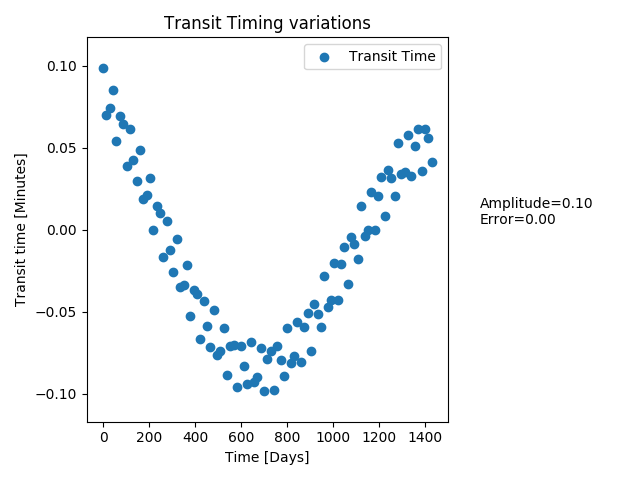 Transit Timing variations
Transit Time
Transit time [Minutes]
0.10
0.05
0.00
−0.05
−0.10
0 200 400 600 800 1000 1200 1400
Time [Days]
Amplitude=0.10
Error=0.00